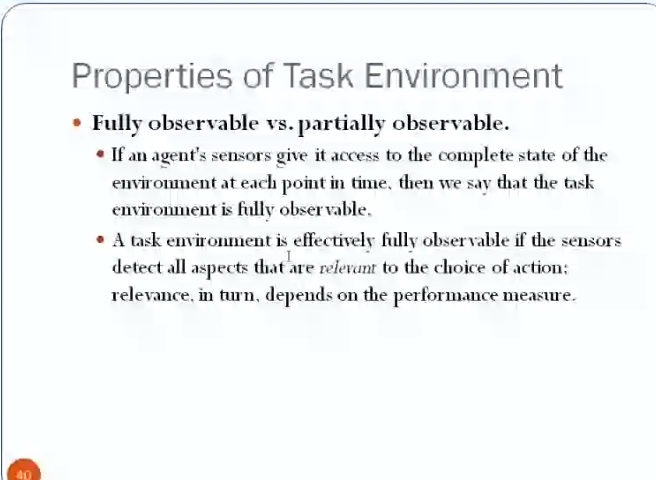 Properties of Task Environment
• Fully observable vs. partially observable.
• If an agent's sensors give it access to the complete state of the
environment at each point in time, then we say that the task
environment is fully observable.
• A task environment is effectively fully observable if the sensors
detect all aspects that are relevant to the choice of action;
relevance, in turn, depends on the performance measure.
40